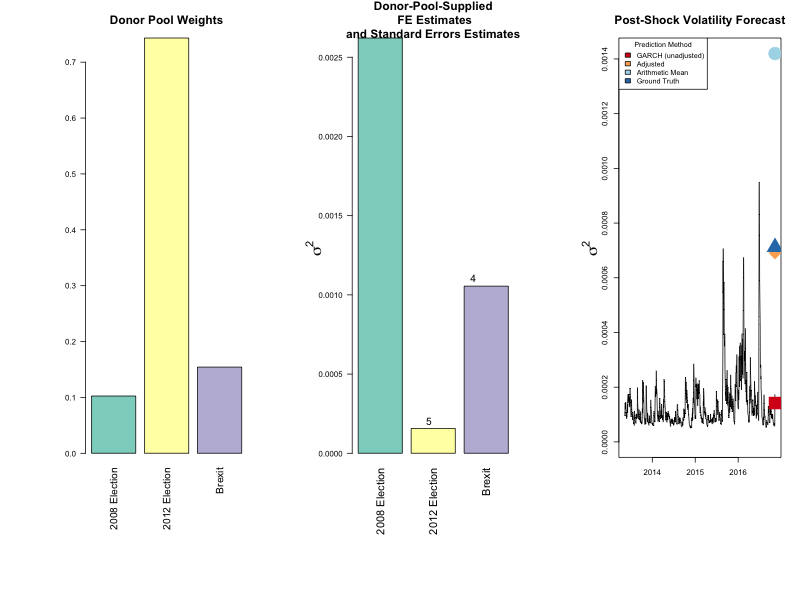 Donor Pool Weights
0.7
0.6
0.5
0.4
0.3
0.2
0.1
0.0
2008 Election
2012 Election
Brexit
Donor-Pool-Supplied
FE Estimates
and Standard Errors Estimates
σ²
0.0025
0.0020
0.0015
0.0010
0.0005
0.0000
5
4
2008 Election
2012 Election
Brexit
Post-Shock Volatility Forecast
σ²
Prediction Method
GARCH (unadjusted)
Adjusted
Arithmetic Mean
Ground Truth
0.0014
0.0012
0.0010
0.0008
0.0006
0.0004
0.0002
0.0000
2014
2015
2016